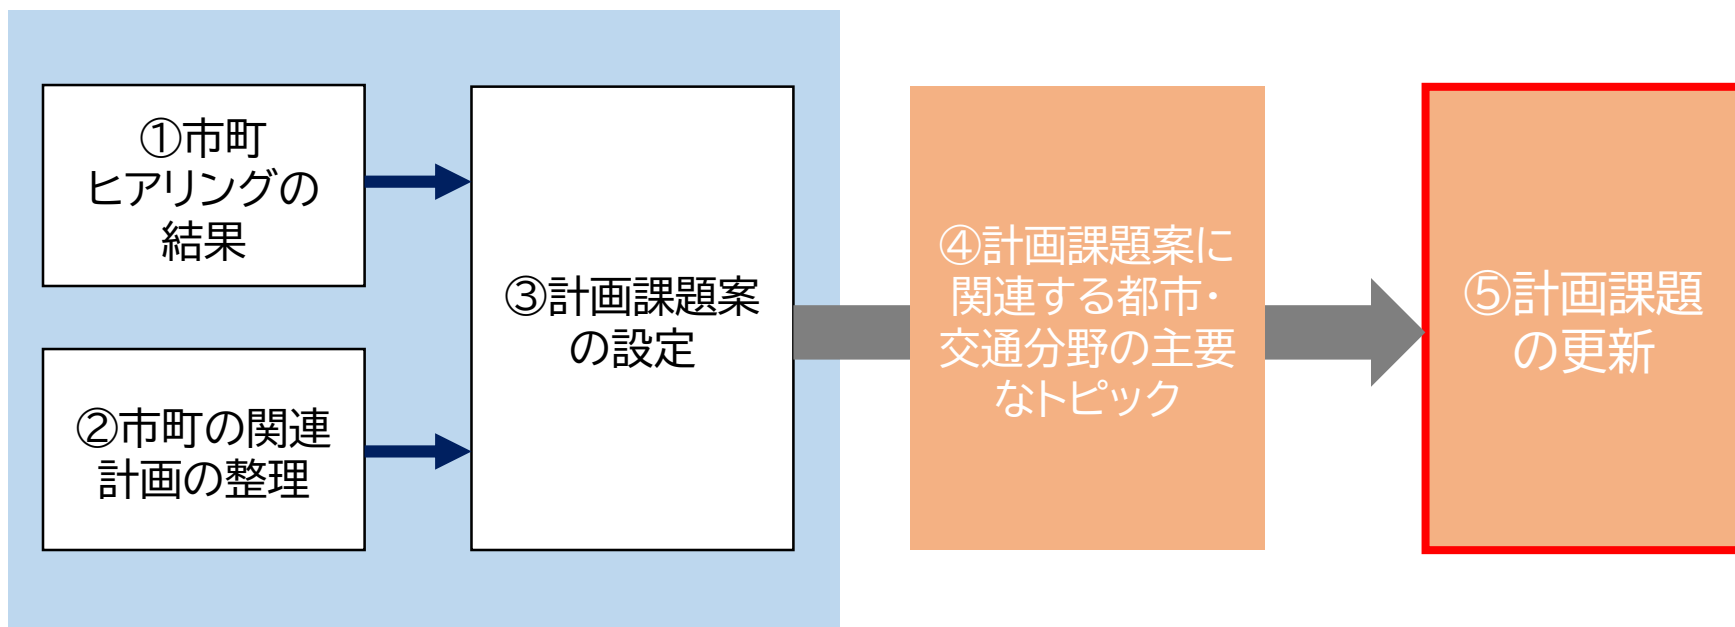 ①市町
ヒアリングの
結果
②市町の関連
計画の整理
③計画課題案
の設定
④計画課題案に
関連する都市・
交通分野の主要
なトピック
⑤計画課題
の更新